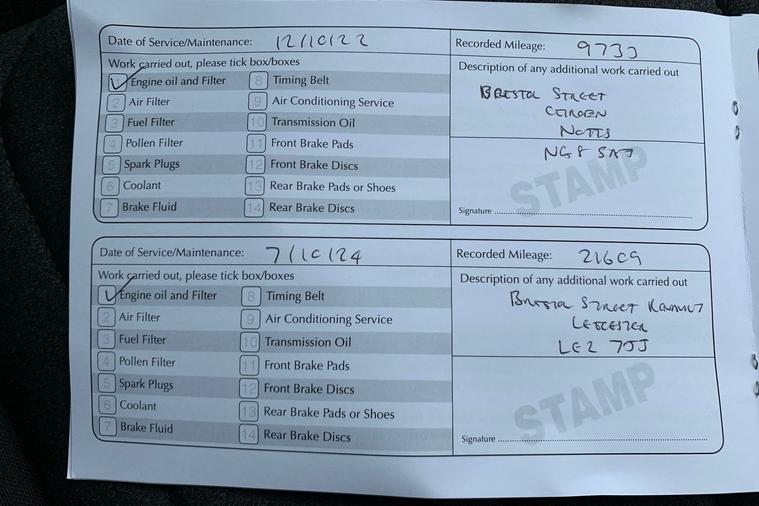 Date of Service/Maintenance: 12/10/22
Recorded Mileage: 9733
Work carried out, please tick box/boxes
Description of any additional work carried out
1 Engine oil and Filter
8 Timing Belt
2 Air Filter
9 Air Conditioning Service
3 Fuel Filter
10 Transmission Oil
4 Pollen Filter
11 Front Brake Pads
5 Spark Plugs
12 Front Brake Discs
6 Coolant
13 Rear Brake Pads or Shoes
7 Brake Fluid
14 Rear Brake Discs
BRISTOL STREET
CITROEN
NOTTS
NG8
STAMP
Signature
Date of Service/Maintenance: 7/10/24
Recorded Mileage: 21609
Work carried out, please tick box/boxes
Description of any additional work carried out
Engine oil and Filter
8 Timing Belt
2 Air Filter
9 Air Conditioning Service
3 Fuel Filter
10 Transmission Oil
4 Pollen Filter
11 Front Brake Pads
5 Spark Plugs
12 Front Brake Discs
6 Coolant
13 Rear Brake Pads or Shoes
7 Brake Fluid
14 Rear Brake Discs
BRISTOL STREET RENAULT
LEICESTER
LE2 7JJ
STAMP
Signature